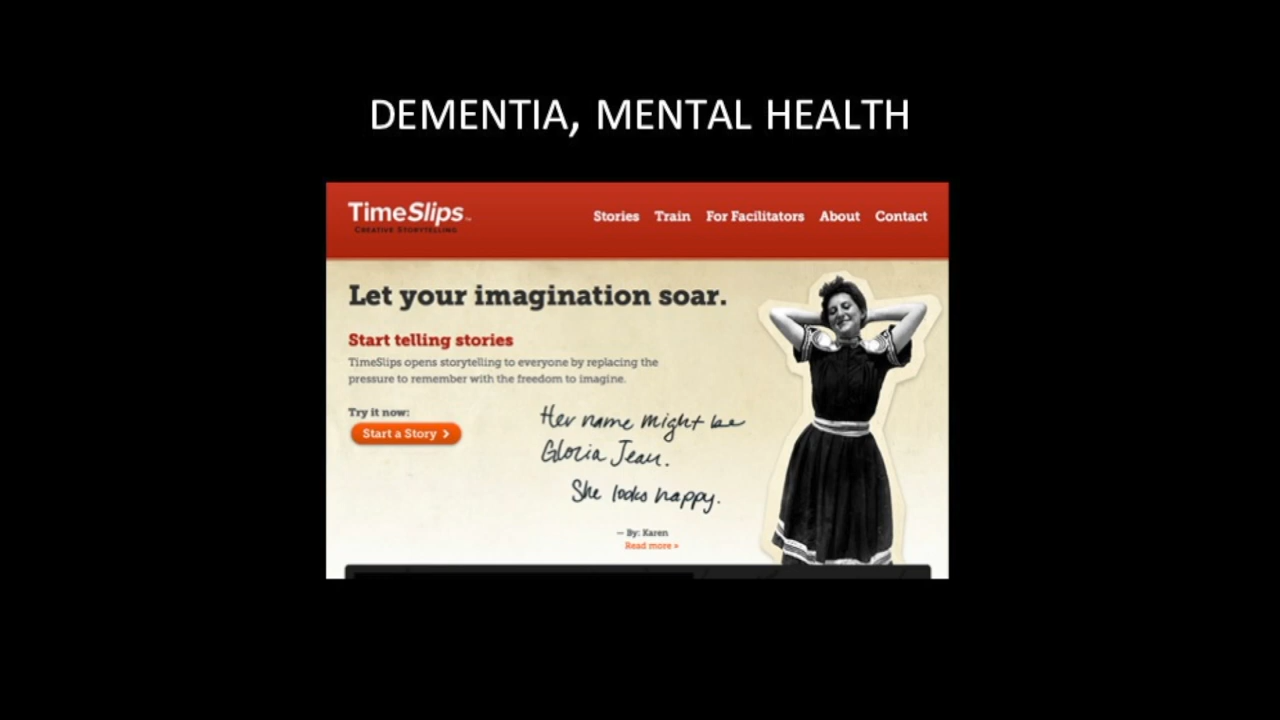 DEMENTIA, MENTAL HEALTH
TimeSlips™
CREATIVE STORYTELLING
Stories Train For Facilitators About Contact
Let your imagination soar.
Start telling stories
TimeSlips opens storytelling to everyone by replacing the
pressure to remember with the freedom to imagine.
Try it now:
Start a Story >
Her name might be
Gloria Jean.
She looks happy.
— By: Karen
Read more »